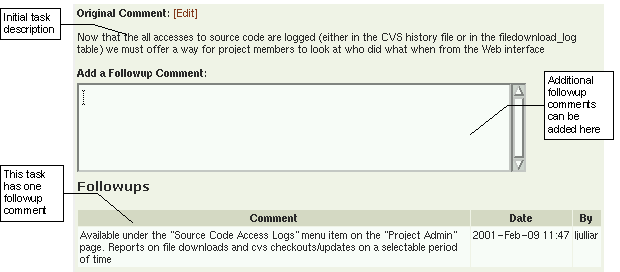 Initial task
description
Original Comment: [Edit]
Now that the all accesses to source code are logged (either in the CVS history file or in the filedownload_log
table) we must offer a way for project members to look at who did what when from the Web interface
Add a Followup Comment:
Additional
followup
comments
can be
added here
This task
has one
followup
comment
Followups
Comment Date By
Available under the "Source Code Access Logs" menu item on the "Project Admin" 2001-Feb-09 11:47 ljulliar
page. Reports on file downloads and cvs checkouts/updates on a selectable period
of time